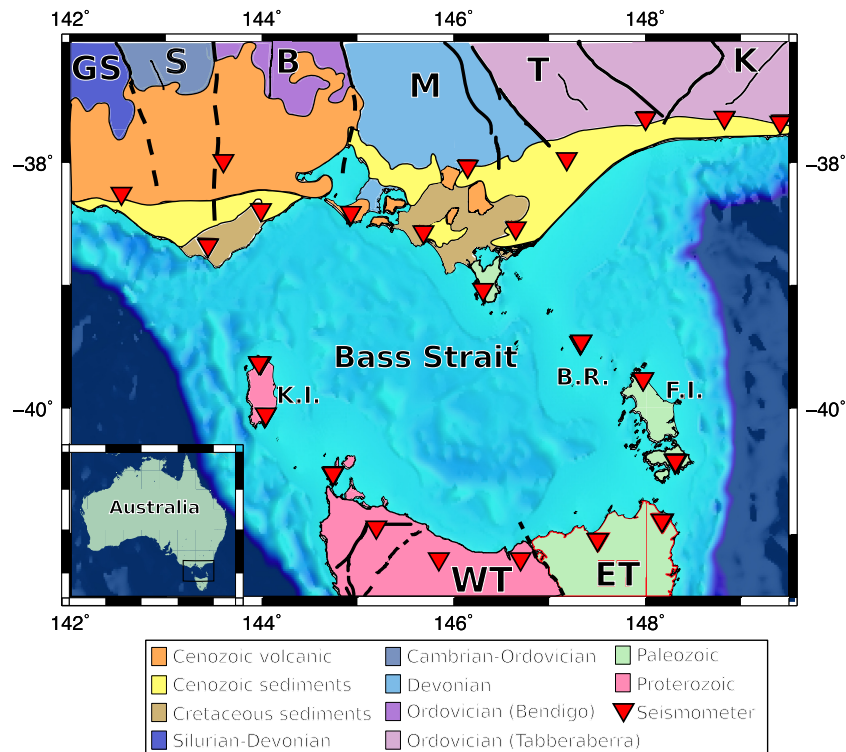 142° 144° 146° 148°
GS S B M T K
−38° −38°
Bass Strait
B.R. F.I.
K.I.
−40° −40°
Australia
WT ET
142° 144° 146° 148°
Cenozoic volcanic Cambrian-Ordovician Paleozoic
Cenozoic sediments Devonian Proterozoic
Cretaceous sediments Ordovician (Bendigo) Seismometer
Silurian-Devonian Ordovician (Tabberaberra)